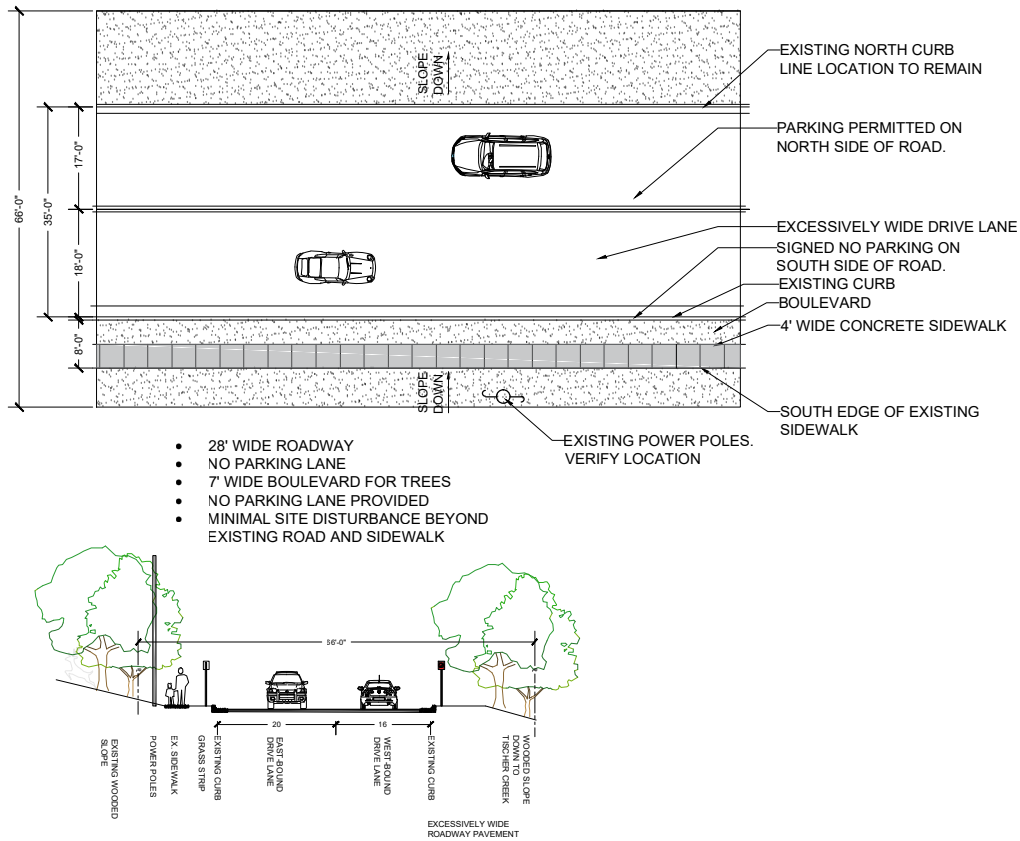 EXISTING NORTH CURB
LINE LOCATION TO REMAIN
SLOPE
DOWN
PARKING PERMITTED ON
NORTH SIDE OF ROAD.
66'-0"
35'-0"
17'-0"
18'-0"
8'-0"
EXCESSIVELY WIDE DRIVE LANE
SIGNED NO PARKING ON
SOUTH SIDE OF ROAD.
EXISTING CURB
BOULEVARD
4' WIDE CONCRETE SIDEWALK
SLOPE
DOWN
SOUTH EDGE OF EXISTING
SIDEWALK
EXISTING POWER POLES.
VERIFY LOCATION
• 28' WIDE ROADWAY
• NO PARKING LANE
• 7' WIDE BOULEVARD FOR TREES
• NO PARKING LANE PROVIDED
• MINIMAL SITE DISTURBANCE BEYOND
EXISTING ROAD AND SIDEWALK
66'-0"
20
16
EXISTING WOODED
SLOPE
POWER POLES
EX. SIDEWALK
GRASS STRIP
EXISTING CURB
EAST-BOUND
DRIVE LANE
WEST-BOUND
DRIVE LANE
EXISTING CURB
WOODED SLOPE
DOWN TO
TISCHER CREEK
EXCESSIVELY WIDE
ROADWAY PAVEMENT